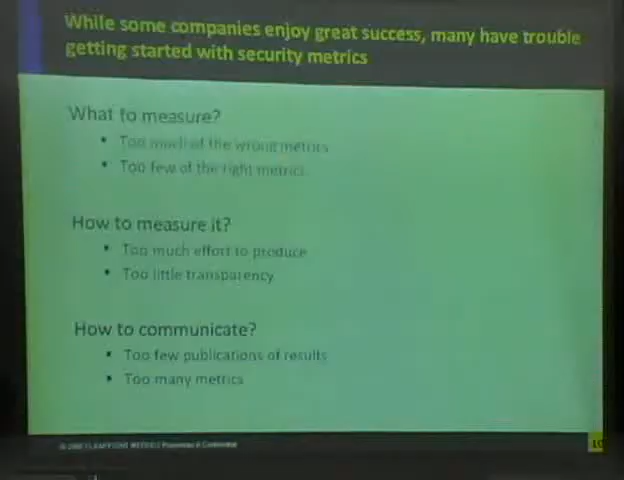 While some companies enjoy great success, many have trouble
getting started with security metrics
What to measure?
• Too much of the wrong metrics
• Too few of the right metrics
How to measure it?
• Too much effort to produce
• Too little transparency
How to communicate?
• Too few publications of results
• Too many metrics
10